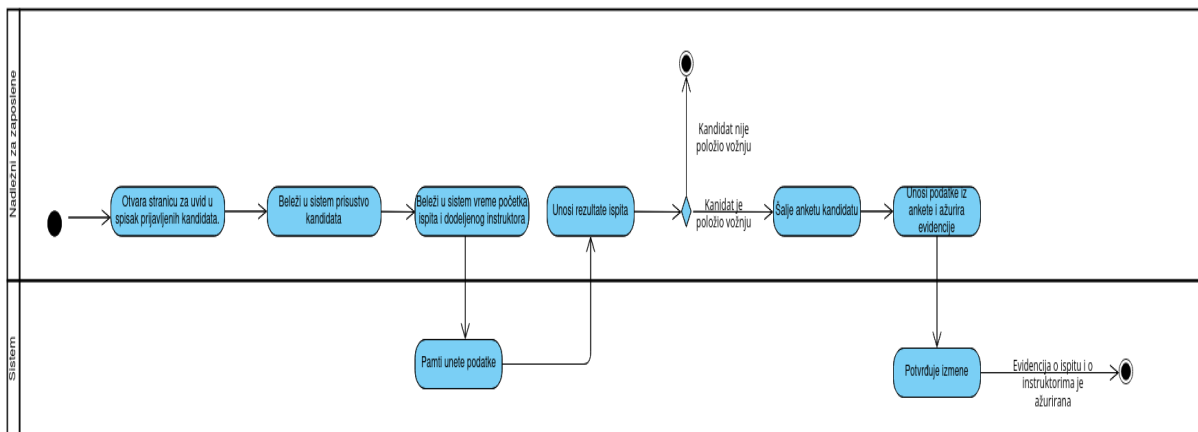 Nadležni za zaposlene
Otvara stranicu za uvid u
spisak prijavljenih kandidata.
Beleži u sistem prisustvo
kandidata
Beleži u sistem vreme početka
ispita i dodeljenog instruktora
Unosi rezultate ispita
Kandidat nije
položio vožnju
Kanidat je
položio vožnju
Šalje anketu kandidatu
Unosi podatke iz
ankete i ažurira
evidencije
Sistem
Pamti unete podatke
Potvrđuje izmene
Evidencija o ispitu i o
instruktorima je
ažurirana